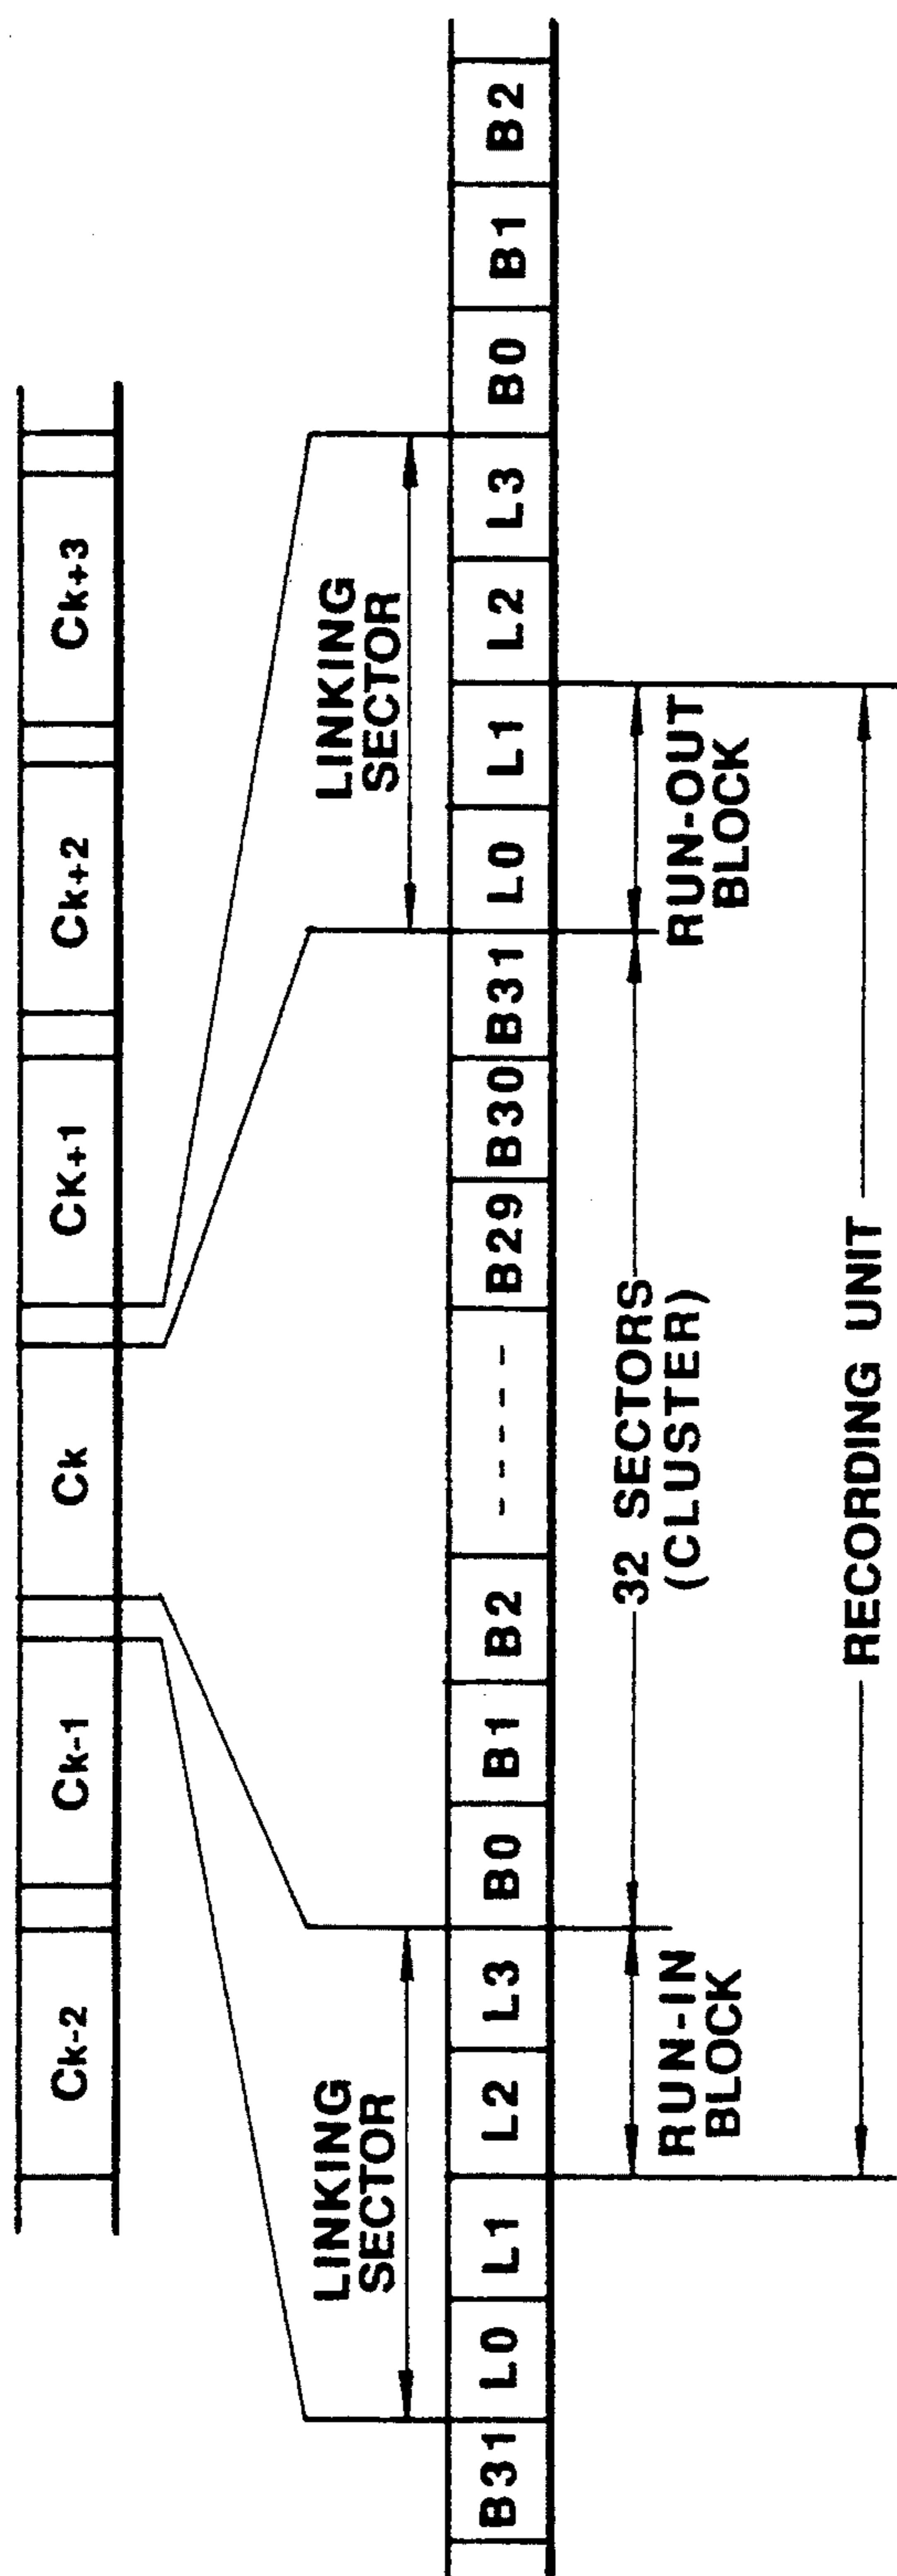 Ck-2 Ck-1 Ck CK+1 Ck+2 Ck+3
LINKING
SECTOR
LINKING
SECTOR
B31 L0 L1 L2 L3 B0 B1 B2 ----- B29 B30 B31 L0 L1 L2 L3 B0 B1 B2
RUN-IN
BLOCK
32 SECTORS
(CLUSTER)
RUN-OUT
BLOCK
RECORDING UNIT